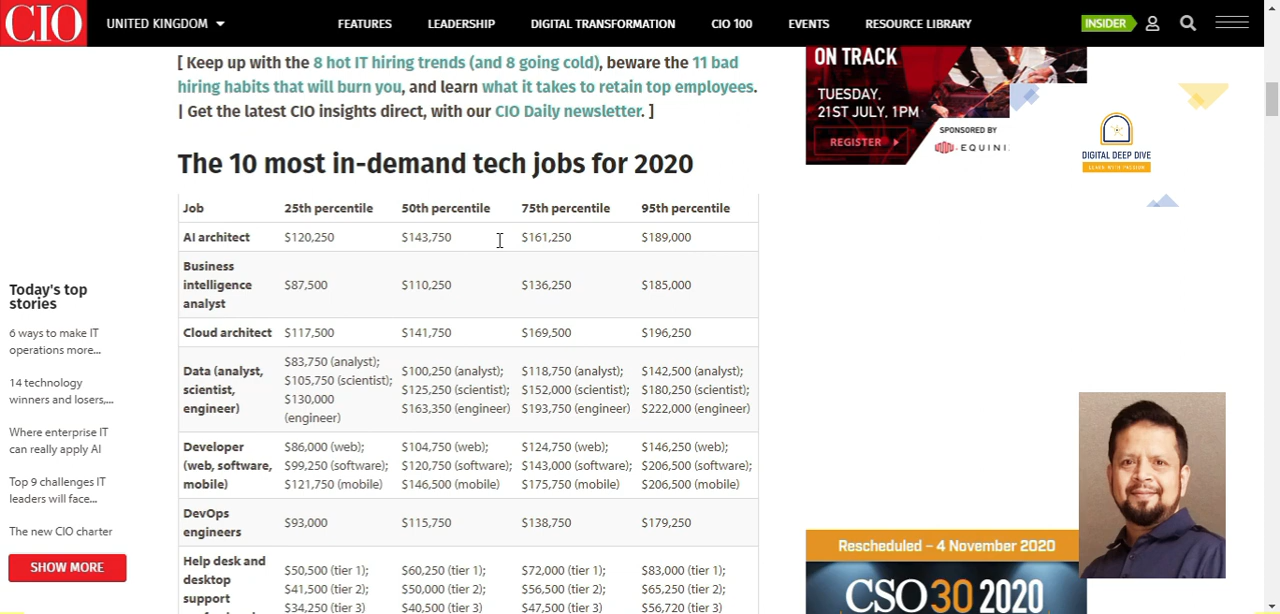 CIO
UNITED KINGDOM
FEATURES
LEADERSHIP
DIGITAL TRANSFORMATION
CIO 100
EVENTS
RESOURCE LIBRARY
INSIDER
[ Keep up with the 8 hot IT hiring trends (and 8 going cold), beware the 11 bad
hiring habits that will burn you, and learn what it takes to retain top employees.
| Get the latest CIO insights direct, with our CIO Daily newsletter. ]
The 10 most in-demand tech jobs for 2020
Job 25th percentile 50th percentile 75th percentile 95th percentile
AI architect $120,250 $143,750 $161,250 $189,000
Business
intelligence $87,500 $110,250 $136,250 $185,000
analyst
Cloud architect $117,500 $141,750 $169,500 $196,250
$83,750 (analyst);
Data (analyst, $100,250 (analyst); $118,750 (analyst); $142,500 (analyst);
scientist, $105,750 (scientist); $125,250 (scientist); $152,000 (scientist); $180,250 (scientist);
engineer) $130,000 $163,350 (engineer) $193,750 (engineer) $222,000 (engineer)
(engineer)
Developer $86,000 (web); $104,750 (web); $124,750 (web); $146,250 (web);
(web, software, $99,250 (software); $120,750 (software); $143,000 (software); $206,500 (software);
mobile) $121,750 (mobile) $146,500 (mobile) $175,750 (mobile) $206,500 (mobile)
DevOps
engineers $93,000 $115,750 $138,750 $179,250
Help desk and
desktop $50,500 (tier 1); $60,250 (tier 1); $72,000 (tier 1); $83,000 (tier 1);
support $41,500 (tier 2); $50,000 (tier 2); $56,500 (tier 2); $65,250 (tier 2);
$34,250 (tier 3) $40,500 (tier 3) $47,500 (tier 3) $56,720 (tier 3)
Today's top
stories
6 ways to make IT
operations more...
14 technology
winners and losers,...
Where enterprise IT
can really apply AI
Top 9 challenges IT
leaders will face...
The new CIO charter
SHOW MORE
ON TRACK
TUESDAY,
21ST JULY, 1PM
REGISTER
SPONSORED BY
EQUINI
DIGITAL DEEP DIVE
Rescheduled – 4 November 2020
CSO30 2020